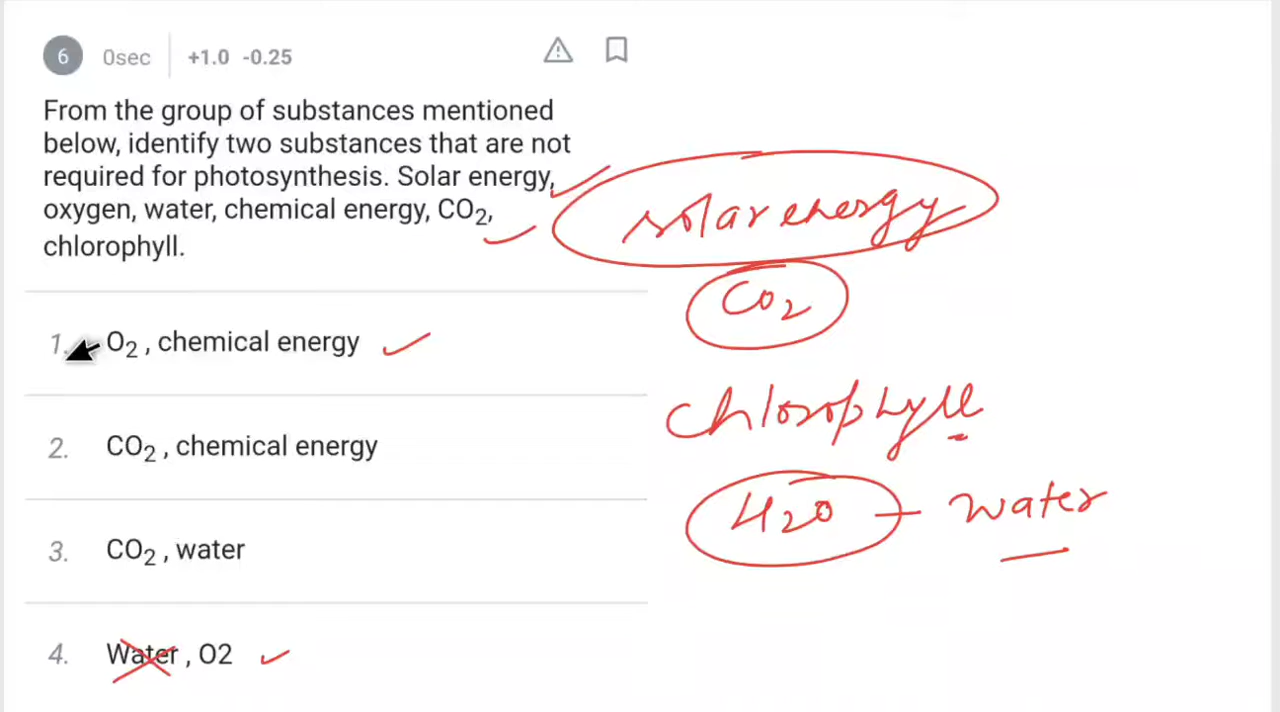 6 0sec +1.0 -0.25
From the group of substances mentioned
below, identify two substances that are not
required for photosynthesis. Solar energy,
oxygen, water, chemical energy, CO₂,
chlorophyll.
solar energy
CO₂
1. O₂ , chemical energy
chlorophyll
2. CO₂ , chemical energy
H₂O – water
3. CO₂ , water
4. Water , O2